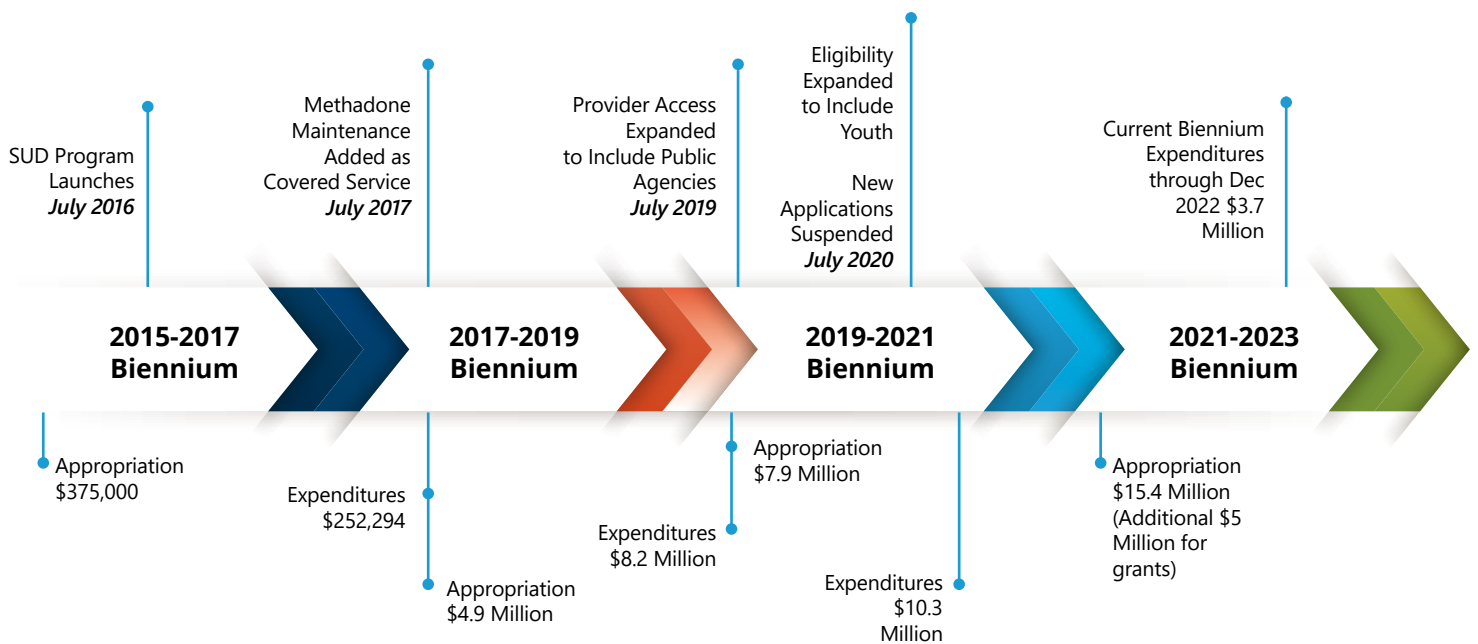 SUD Program
Launches
July 2016
Methadone
Maintenance
Added as
Covered Service
July 2017
Provider Access
Expanded
to Include Public
Agencies
July 2019
Eligibility
Expanded
to Include
Youth
New
Applications
Suspended
July 2020
Current Biennium
Expenditures
through Dec
2022 $3.7
Million
2015-2017
Biennium
2017-2019
Biennium
2019-2021
Biennium
2021-2023
Biennium
Appropriation
$375,000
Expenditures
$252,294
Appropriation
$4.9 Million
Expenditures
$8.2 Million
Appropriation
$7.9 Million
Expenditures
$10.3
Million
Appropriation
$15.4 Million
(Additional $5
Million for
grants)